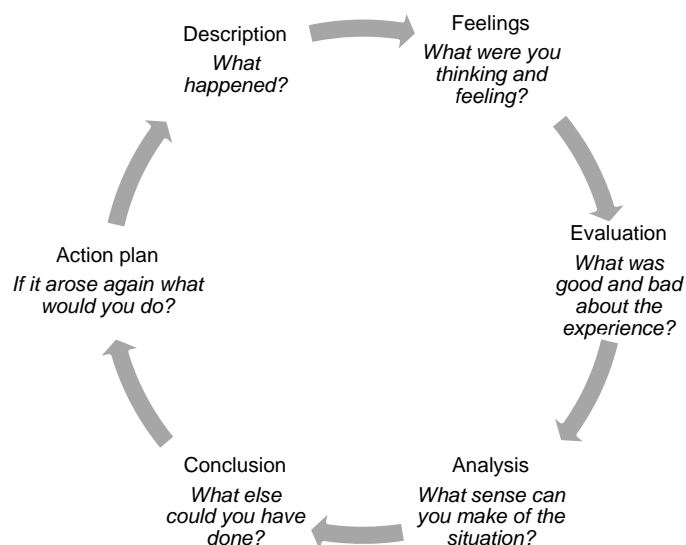 Description
What
happened?
Feelings
What were you
thinking and
feeling?
Evaluation
What was
good and bad
about the
experience?
Analysis
What sense can
you make of the
situation?
Conclusion
What else
could you have
done?
Action plan
If it arose again what
would you do?